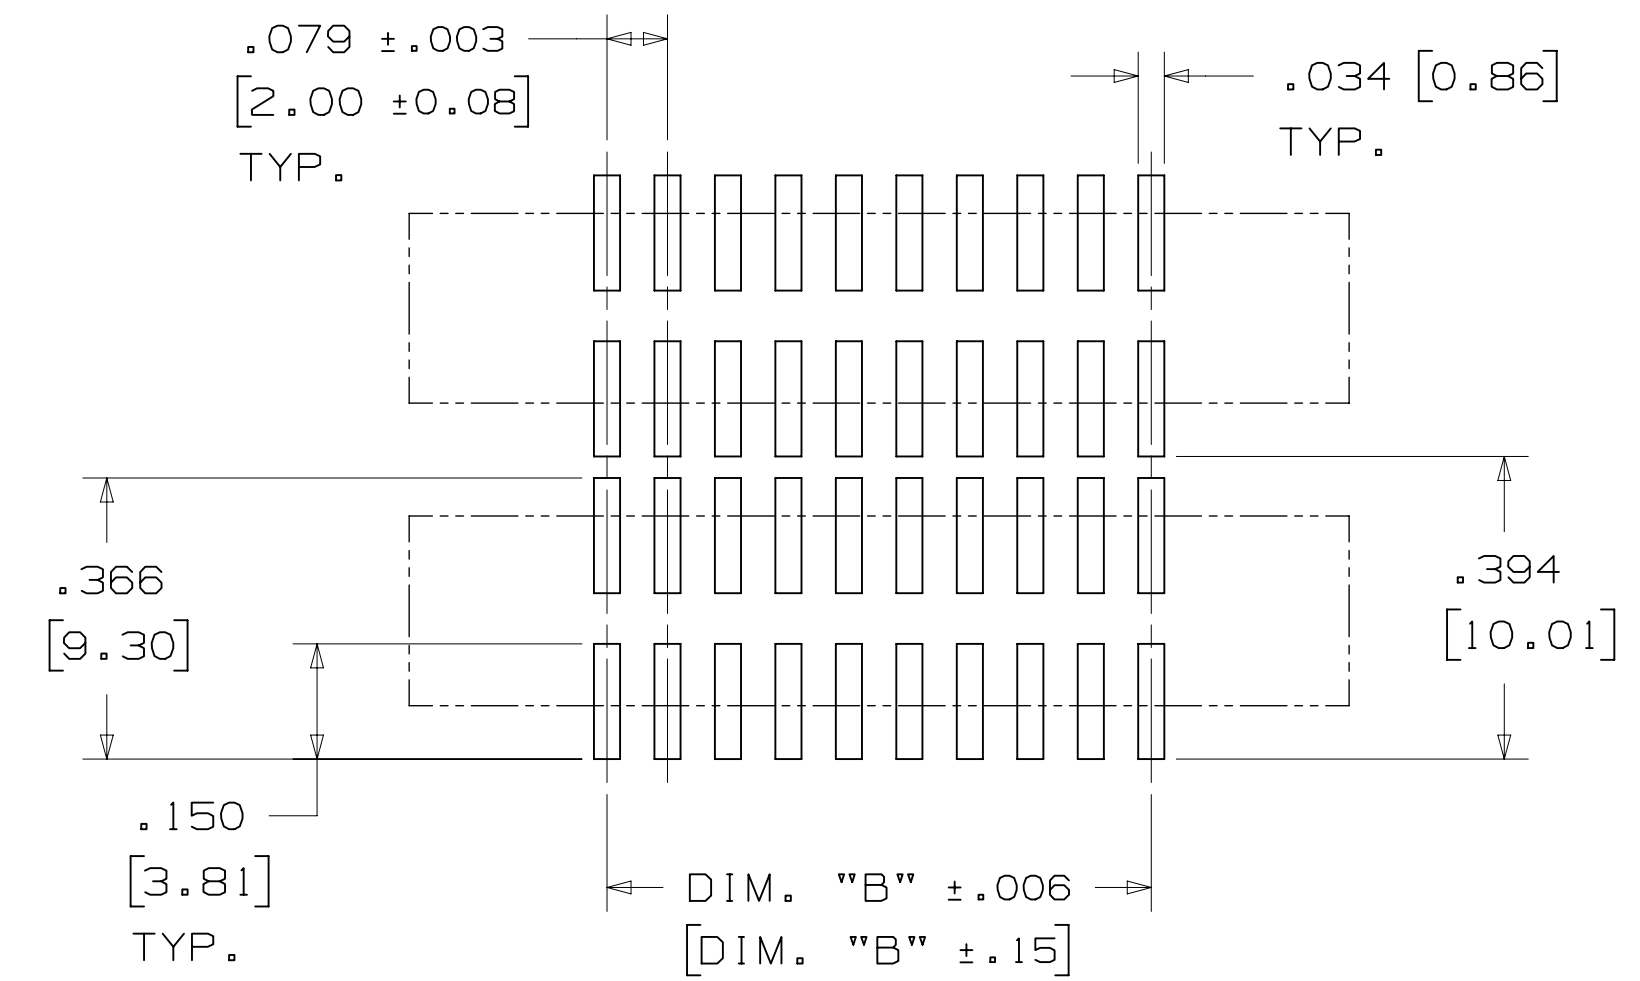 .079 ±.003
[2.00 ±0.08]
TYP.
.034 [0.86]
TYP.
.366
[9.30]
.394
[10.01]
.150
[3.81]
TYP.
DIM. "B" ±.006
[DIM. "B" ±.15]